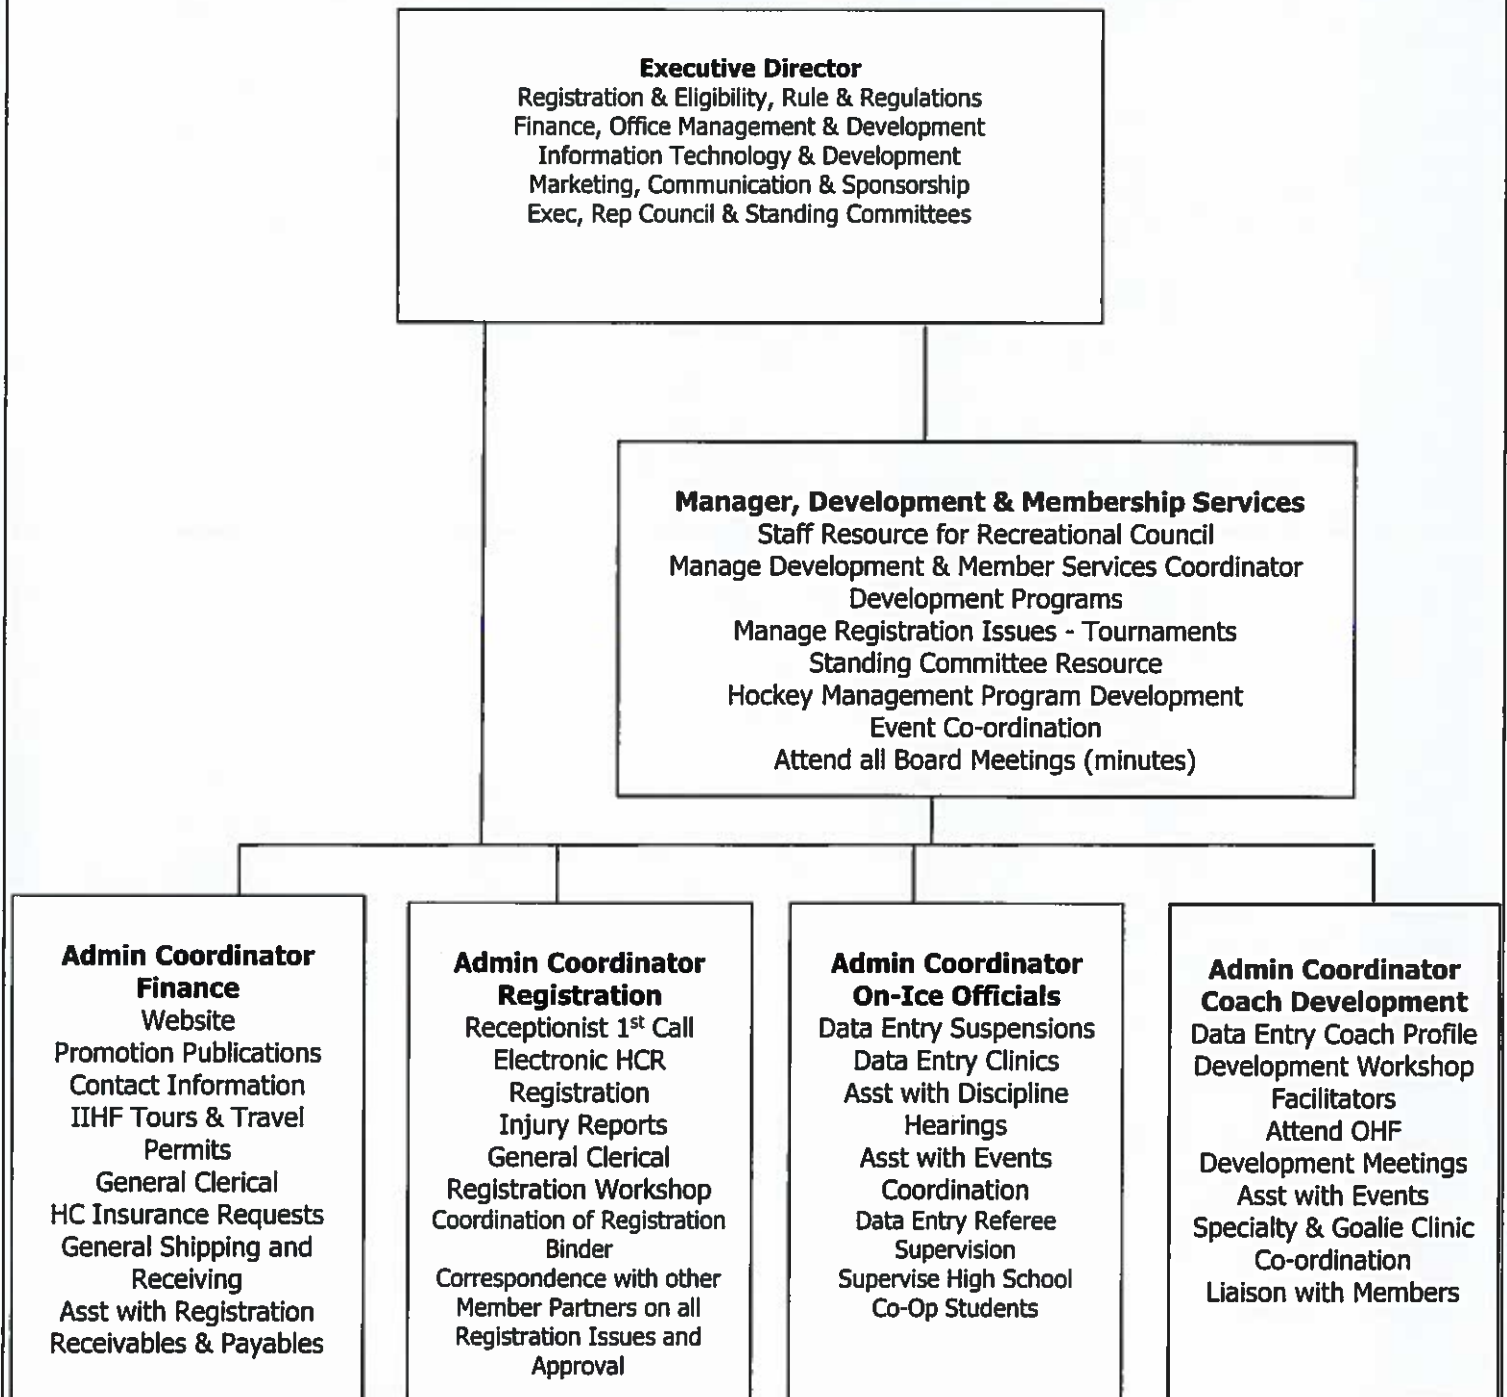 Executive Director
Registration & Eligibility, Rule & Regulations
Finance, Office Management & Development
Information Technology & Development
Marketing, Communication & Sponsorship
Exec, Rep Council & Standing Committees
Manager, Development & Membership Services
Staff Resource for Recreational Council
Manage Development & Member Services Coordinator
Development Programs
Manage Registration Issues - Tournaments
Standing Committee Resource
Hockey Management Program Development
Event Co-ordination
Attend all Board Meetings (minutes)
Admin Coordinator
Finance
Website
Promotion Publications
Contact Information
IIHF Tours & Travel
Permits
General Clerical
HC Insurance Requests
General Shipping and
Receiving
Asst with Registration
Receivables & Payables
Admin Coordinator
Registration
Receptionist 1st Call
Electronic HCR
Registration
Injury Reports
General Clerical
Registration Workshop
Coordination of Registration
Binder
Correspondence with other
Member Partners on all
Registration Issues and
Approval
Admin Coordinator
On-Ice Officials
Data Entry Suspensions
Data Entry Clinics
Asst with Discipline
Hearings
Asst with Events
Coordination
Data Entry Referee
Supervision
Supervise High School
Co-Op Students
Admin Coordinator
Coach Development
Data Entry Coach Profile
Development Workshop
Facilitators
Attend OHF
Development Meetings
Asst with Events
Specialty & Goalie Clinic
Co-ordination
Liaison with Members